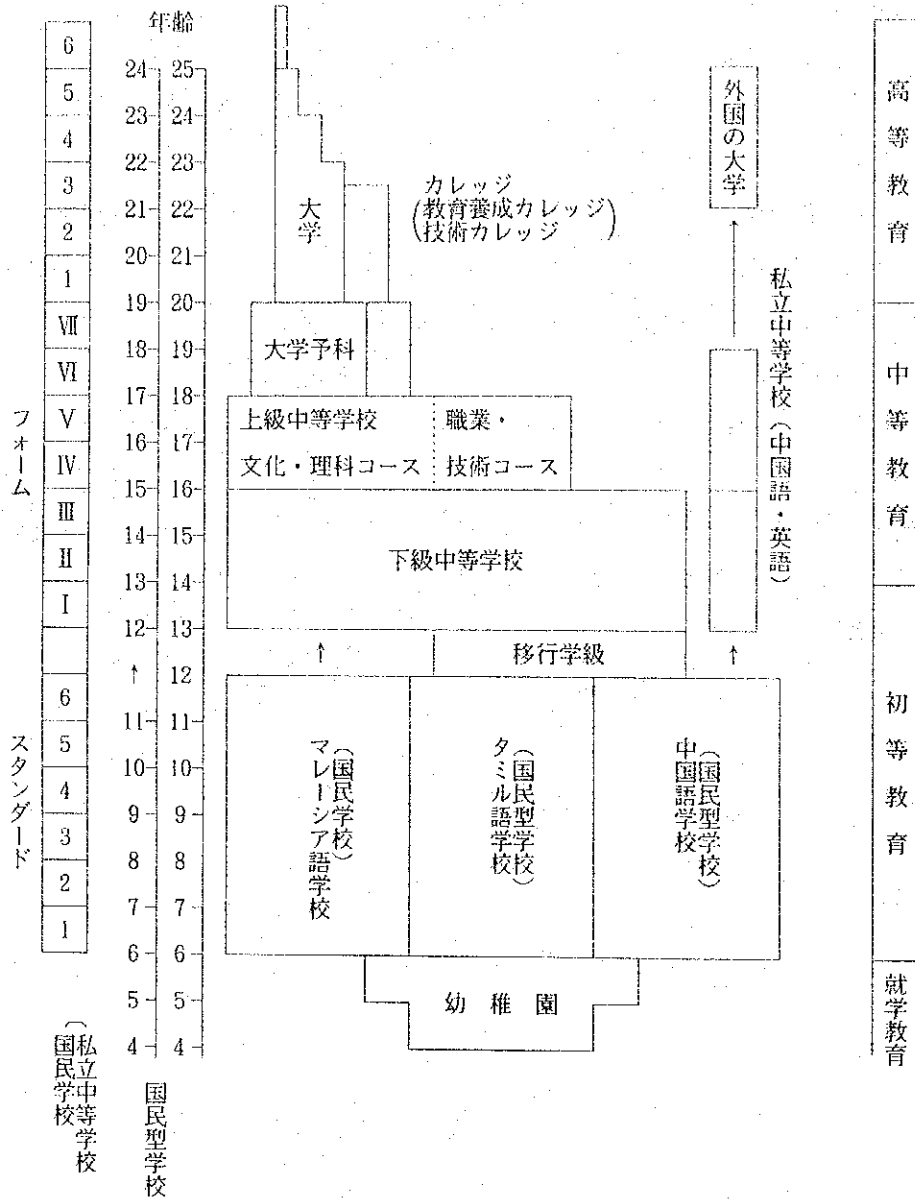 年齢
6
5
4
3
2
1
Ⅶ
Ⅵ
Ⅴ
Ⅳ
Ⅲ
Ⅱ
Ⅰ
6
5
4
3
2
1
フォーム
スタンダード
24
23
22
21
20
19
18
17
16
15
14
13
12
↑
11
10
9
8
7
6
5
4
25
24
23
22
21
20
19
18
17
16
15
14
13
12
11
10
9
8
7
6
5
4
大学
カレッジ
(教育養成カレッジ)
技術カレッジ
外国の大学
大学予科
上級中等学校
文化・理科コース
職業・
技術コース
私立中等学校(中国語・英語)
下級中等学校
↑
移行学級
↑
(国民学校)
マレーシア語学校
(国民型学校)
タミル語学校
(国民型学校)
中国語学校
幼稚園
高等教育
中等教育
初等教育
就学教育
私立中等学校
(国民学校
国民型学校